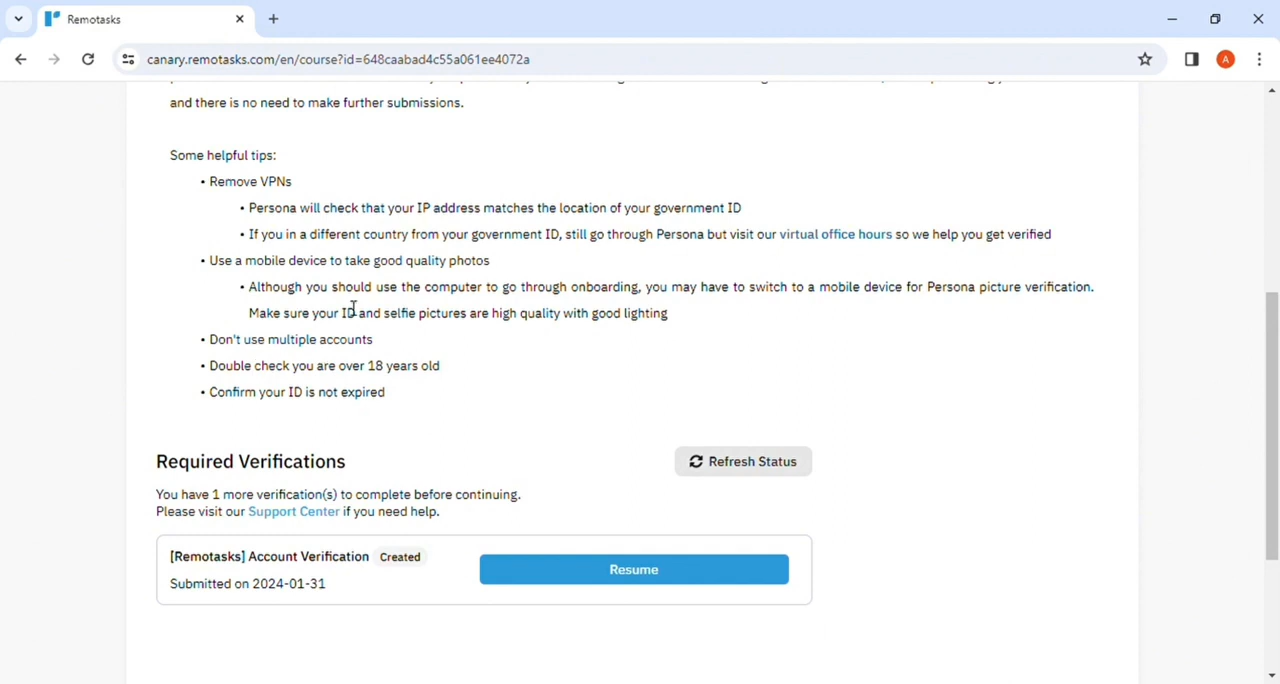 Remotasks
canary.remotasks.com/en/course?id=648caabad4c55a061ee4072a
A
and there is no need to make further submissions.
Some helpful tips:
• Remove VPNs
• Persona will check that your IP address matches the location of your government ID
• If you in a different country from your government ID, still go through Persona but visit our virtual office hours so we help you get verified
• Use a mobile device to take good quality photos
• Although you should use the computer to go through onboarding, you may have to switch to a mobile device for Persona picture verification.
Make sure your ID and selfie pictures are high quality with good lighting
• Don't use multiple accounts
• Double check you are over 18 years old
• Confirm your ID is not expired
Required Verifications
Refresh Status
You have 1 more verification(s) to complete before continuing.
Please visit our Support Center if you need help.
[Remotasks] Account Verification Created
Resume
Submitted on 2024-01-31